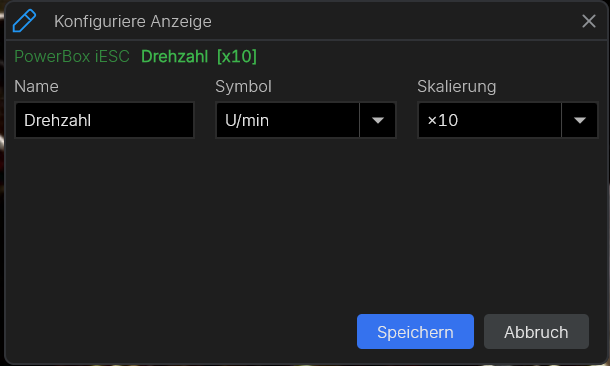 Konfiguriere Anzeige
PowerBox iESC Drehzahl [x10]
Name Symbol Skalierung
Drehzahl U/min ×10
Speichern Abbruch